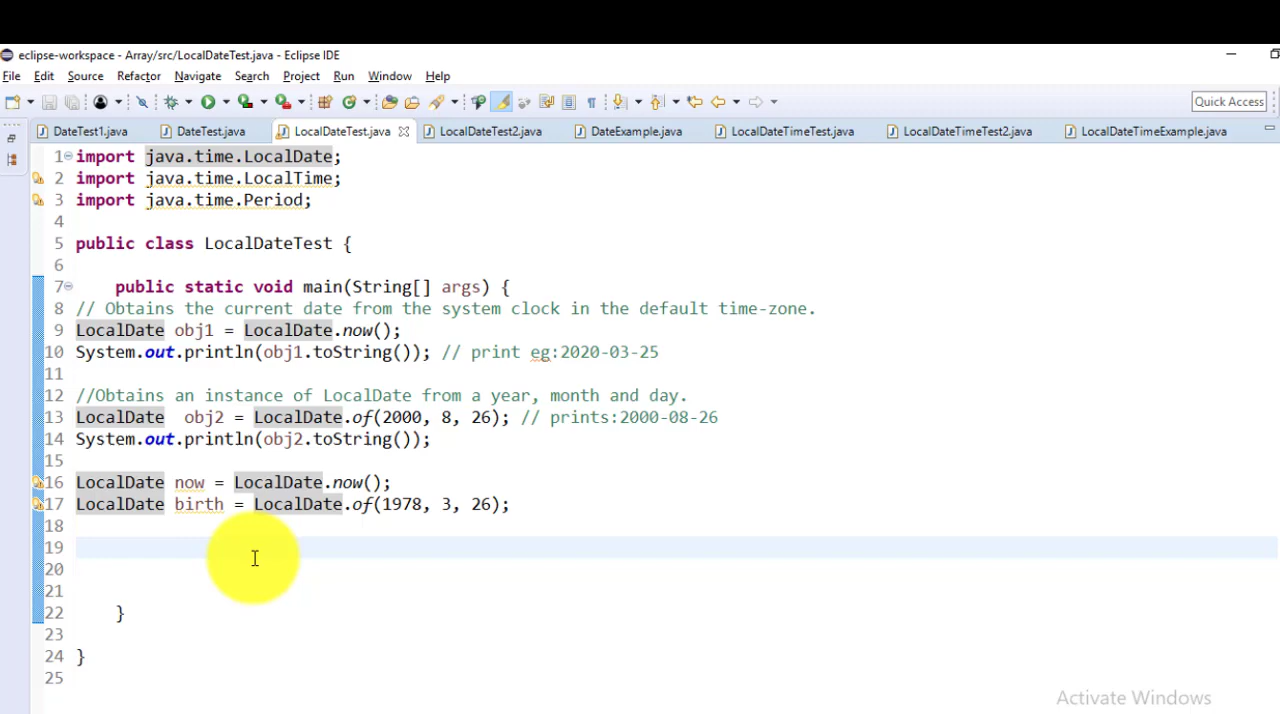 eclipse-workspace - Array/src/LocalDateTest.java - Eclipse IDE
File Edit Source Refactor Navigate Search Project Run Window Help
Quick Access
DateTest1.java DateTest.java LocalDateTest.java LocalDateTest2.java DateExample.java LocalDateTimeTest.java LocalDateTimeTest2.java LocalDateTimeExample.java
1 import java.time.LocalDate;
2 import java.time.LocalTime;
3 import java.time.Period;
4
5 public class LocalDateTest {
6
7 public static void main(String[] args) {
8 // Obtains the current date from the system clock in the default time-zone.
9 LocalDate obj1 = LocalDate.now();
10 System.out.println(obj1.toString()); // print eg:2020-03-25
11
12 //Obtains an instance of LocalDate from a year, month and day.
13 LocalDate  obj2 = LocalDate.of(2000, 8, 26); // prints:2000-08-26
14 System.out.println(obj2.toString());
15
16 LocalDate now = LocalDate.now();
17 LocalDate birth = LocalDate.of(1978, 3, 26);
18
19
20
21
22 }
23
24 }
25
Activate Windows